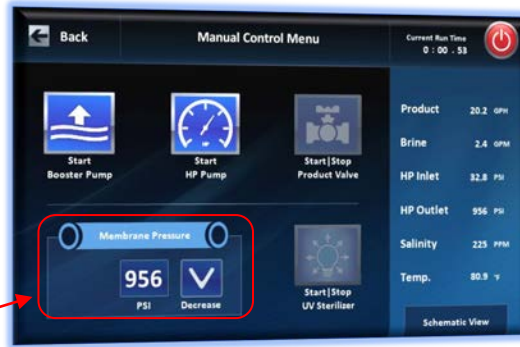 Back
Manual Control Menu
Current Run Time
0 : 00 . 53
Start
Booster Pump
HP
Start
HP Pump
Start|Stop
Product Valve
Membrane Pressure
956
PSI
Decrease
Start|Stop
UV Sterilizer
Product 20.2 GPH
Brine 2.4 GPM
HP Inlet 32.8 PSI
HP Outlet 956 PSI
Salinity 225 PPM
Temp. 80.9 °F
Schematic View